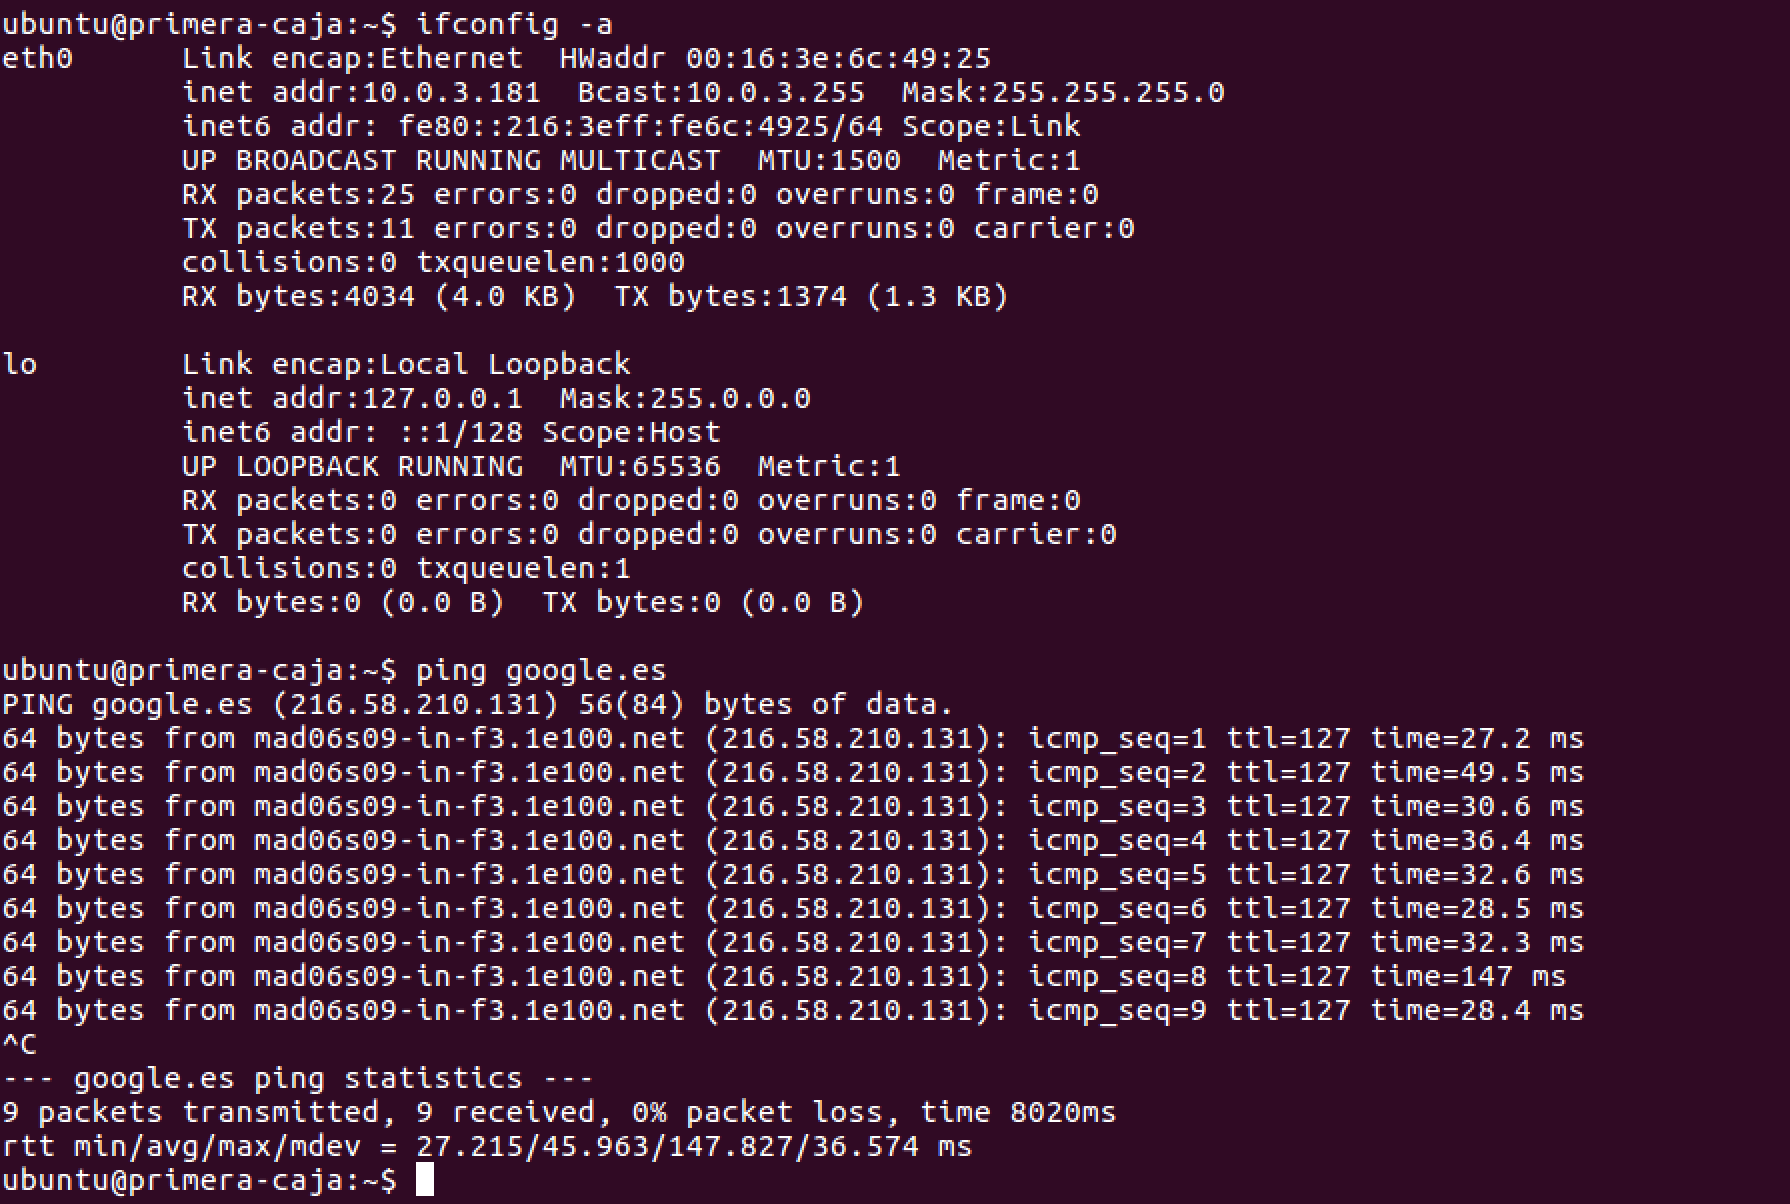 ubuntu@primera-caja:~$ ifconfig -a
eth0      Link encap:Ethernet  HWaddr 00:16:3e:6c:49:25
          inet addr:10.0.3.181  Bcast:10.0.3.255  Mask:255.255.255.0
          inet6 addr: fe80::216:3eff:fe6c:4925/64 Scope:Link
          UP BROADCAST RUNNING MULTICAST  MTU:1500  Metric:1
          RX packets:25 errors:0 dropped:0 overruns:0 frame:0
          TX packets:11 errors:0 dropped:0 overruns:0 carrier:0
          collisions:0 txqueuelen:1000
          RX bytes:4034 (4.0 KB)  TX bytes:1374 (1.3 KB)

lo        Link encap:Local Loopback
          inet addr:127.0.0.1  Mask:255.0.0.0
          inet6 addr: ::1/128 Scope:Host
          UP LOOPBACK RUNNING  MTU:65536  Metric:1
          RX packets:0 errors:0 dropped:0 overruns:0 frame:0
          TX packets:0 errors:0 dropped:0 overruns:0 carrier:0
          collisions:0 txqueuelen:1
          RX bytes:0 (0.0 B)  TX bytes:0 (0.0 B)

ubuntu@primera-caja:~$ ping google.es
PING google.es (216.58.210.131) 56(84) bytes of data.
64 bytes from mad06s09-in-f3.1e100.net (216.58.210.131): icmp_seq=1 ttl=127 time=27.2 ms
64 bytes from mad06s09-in-f3.1e100.net (216.58.210.131): icmp_seq=2 ttl=127 time=49.5 ms
64 bytes from mad06s09-in-f3.1e100.net (216.58.210.131): icmp_seq=3 ttl=127 time=30.6 ms
64 bytes from mad06s09-in-f3.1e100.net (216.58.210.131): icmp_seq=4 ttl=127 time=36.4 ms
64 bytes from mad06s09-in-f3.1e100.net (216.58.210.131): icmp_seq=5 ttl=127 time=32.6 ms
64 bytes from mad06s09-in-f3.1e100.net (216.58.210.131): icmp_seq=6 ttl=127 time=28.5 ms
64 bytes from mad06s09-in-f3.1e100.net (216.58.210.131): icmp_seq=7 ttl=127 time=32.3 ms
64 bytes from mad06s09-in-f3.1e100.net (216.58.210.131): icmp_seq=8 ttl=127 time=147 ms
64 bytes from mad06s09-in-f3.1e100.net (216.58.210.131): icmp_seq=9 ttl=127 time=28.4 ms
^C
--- google.es ping statistics ---
9 packets transmitted, 9 received, 0% packet loss, time 8020ms
rtt min/avg/max/mdev = 27.215/45.963/147.827/36.574 ms
ubuntu@primera-caja:~$